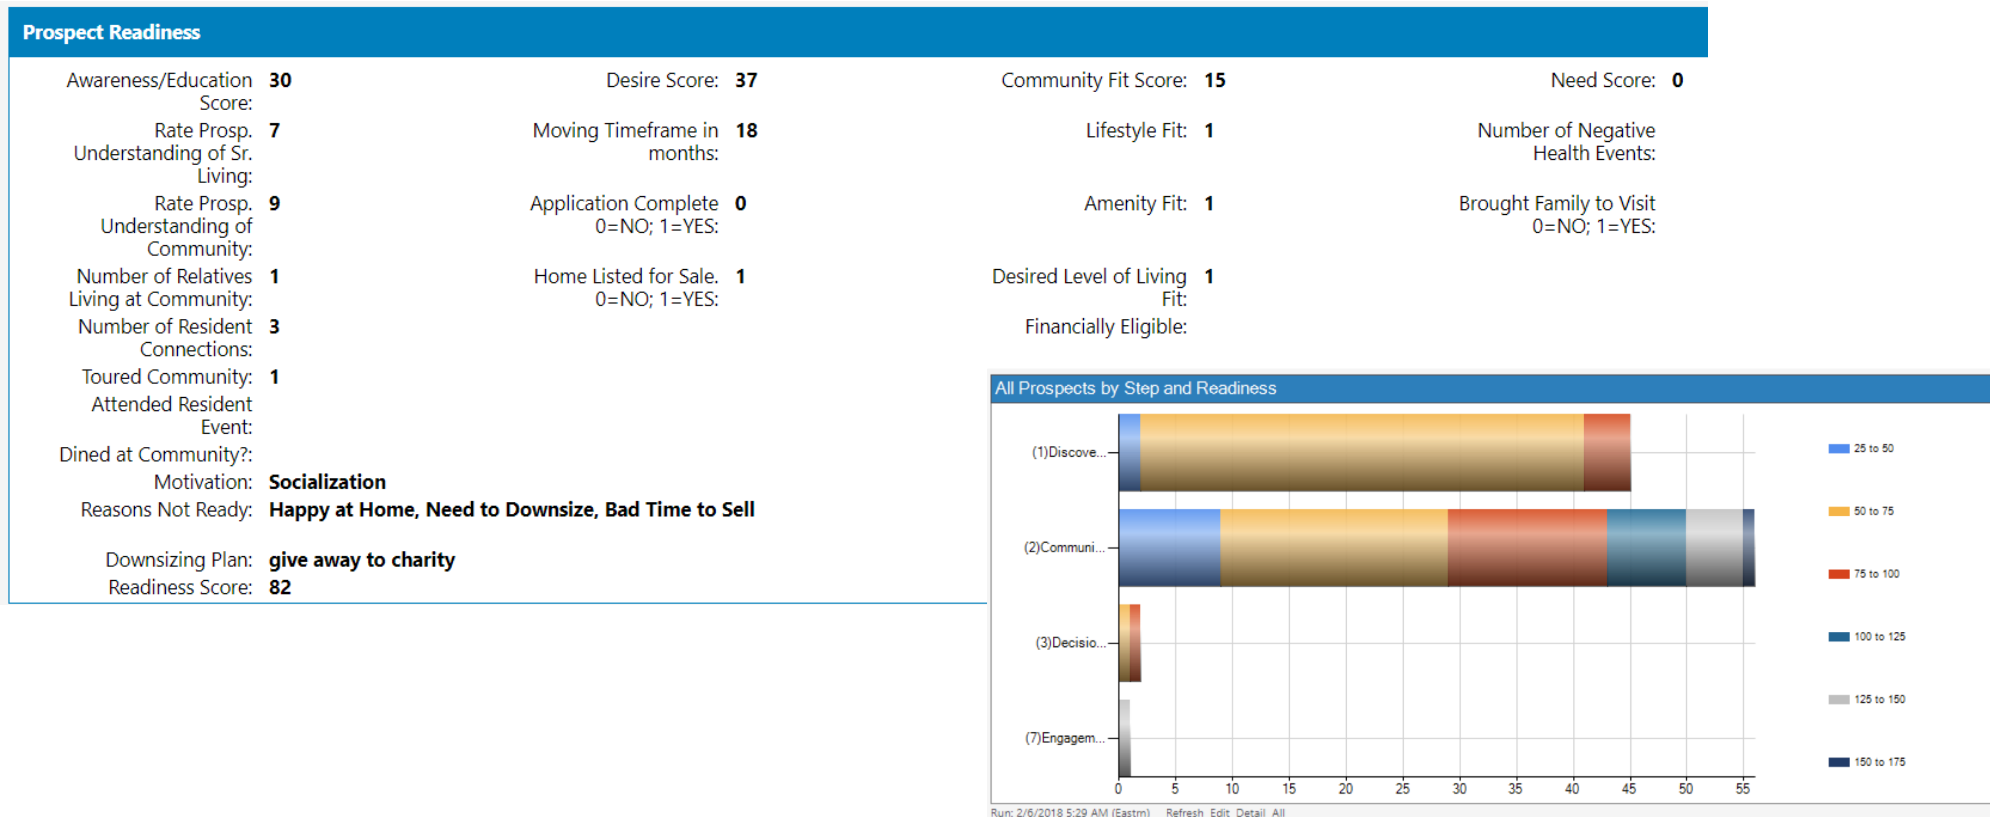 Prospect Readiness
Awareness/Education Score: 30
Desire Score: 37
Community Fit Score: 15
Need Score: 0
Rate Prosp. Understanding of Sr. Living: 7
Moving Timeframe in months: 18
Lifestyle Fit: 1
Number of Negative Health Events:
Rate Prosp. Understanding of Community: 9
Application Complete 0=NO; 1=YES: 0
Amenity Fit: 1
Brought Family to Visit 0=NO; 1=YES:
Number of Relatives Living at Community: 1
Home Listed for Sale. 0=NO; 1=YES: 1
Desired Level of Living Fit: 1
Number of Resident Connections: 3
Financially Eligible:
Toured Community: 1
Attended Resident Event:
Dined at Community?:
Motivation: Socialization
Reasons Not Ready: Happy at Home, Need to Downsize, Bad Time to Sell
Downsizing Plan: give away to charity
Readiness Score: 82
All Prospects by Step and Readiness
(1)Discove...
(2)Communi...
(3)Decisio...
(7)Engagem...
0 5 10 15 20 25 30 35 40 45 50 55
25 to 50
50 to 75
75 to 100
100 to 125
125 to 150
150 to 175
Run: 2/6/2018 5:29 AM (Eastrn) Refresh Edit Detail All